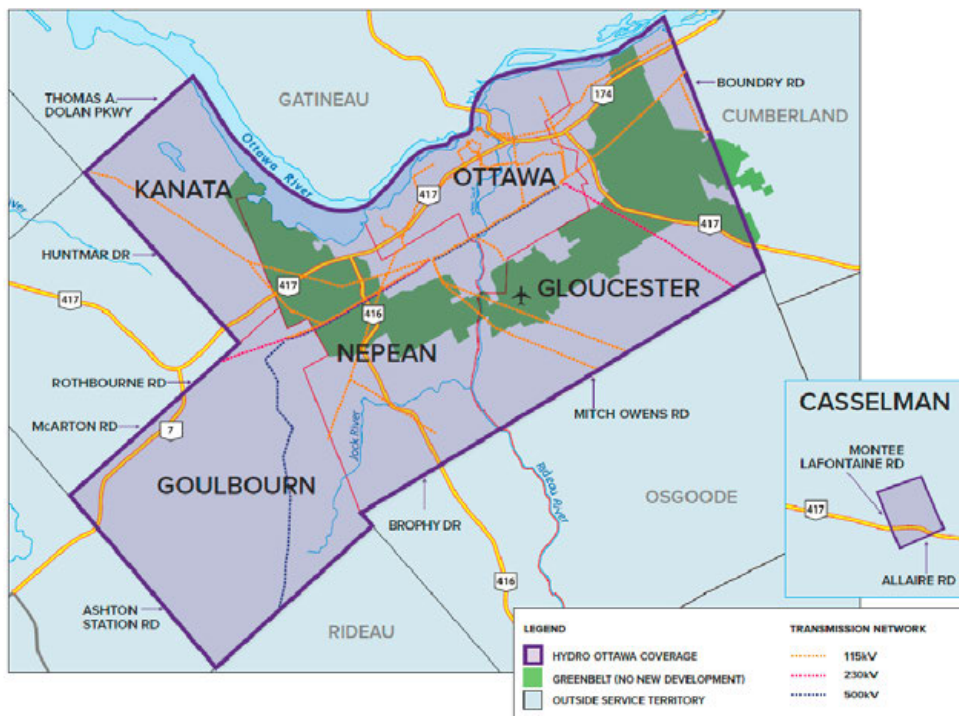 THOMAS A.
DOLAN PKWY
GATINEAU
174
BOUNDRY RD
CUMBERLAND
Ottawa River
KANATA
OTTAWA
417
River
HUNTMAR DR
417
417
417
GLOUCESTER
416
NEPEAN
ROTHBOURNE RD
McARTON RD
7
MITCH OWENS RD
Jock River
GOULBOURN
Rideau River
OSGOODE
BROPHY DR
416
ASHTON
STATION RD
RIDEAU
CASSELMAN
MONTEE
LAFONTAINE RD
417
ALLAIRE RD
LEGEND
HYDRO OTTAWA COVERAGE
GREENBELT (NO NEW DEVELOPMENT)
OUTSIDE SERVICE TERRITORY
TRANSMISSION NETWORK
115kV
230kV
500kV